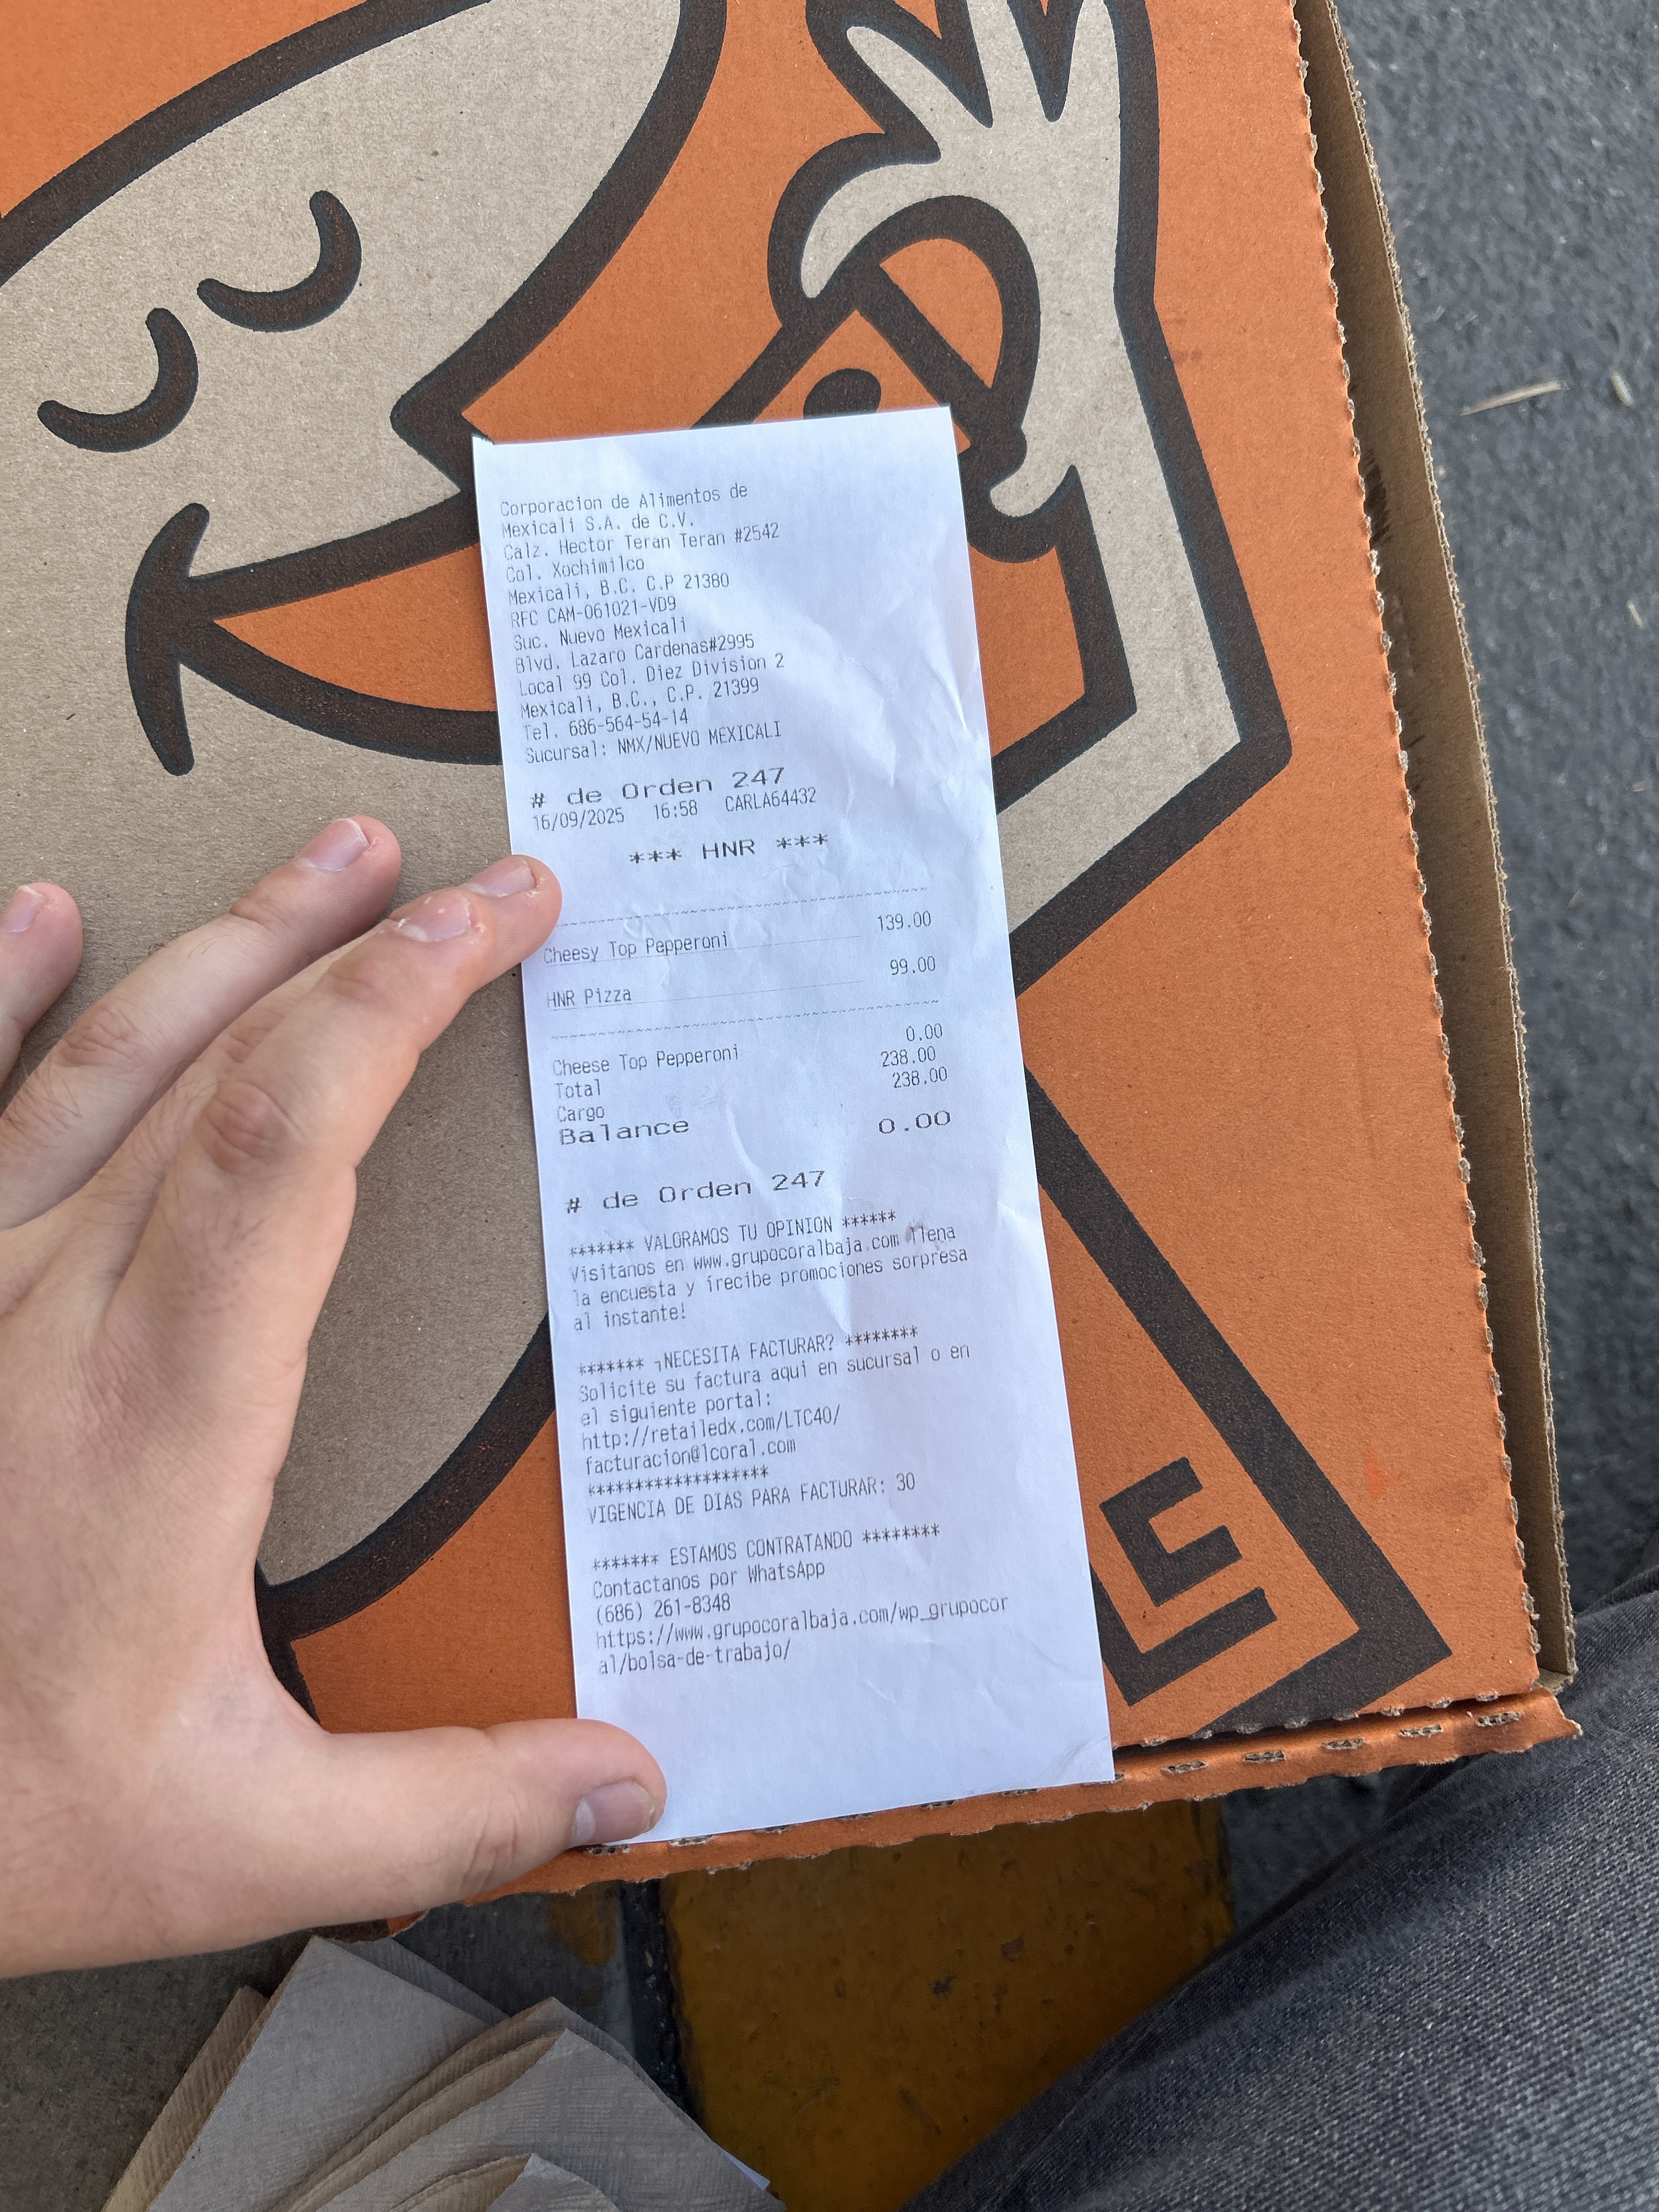 Corporacion de Alimentos de
Mexicali S.A. de C.V.
Calz. Hector Teran Teran #2542
Col. Xochimilco
Mexicali, B.C. C.P 21380
RFC CAM-061021-VD9
Suc. Nuevo Mexicali
Blvd. Lazaro Cardenas#2995
Local 99 Col. Diez Division 2
Mexicali, B.C., C.P. 21399
Tel. 686-564-54-14
Sucursal: NMX/NUEVO MEXICALI
# de Orden 247
16/09/2025 16:58 CARLA64432
*** HNR ***
Cheesy Top Pepperoni 139.00
HNR Pizza 99.00
Cheese Top Pepperoni 0.00
Total 238.00
Cargo 238.00
Balance 0.00
# de Orden 247
******* VALORAMOS TU OPINION ******
Visitanos en www.grupocoralbaja.com llena
la encuesta y írecibe promociones sorpresa
al instante!
******* ¬NECESITA FACTURAR? ********
Solicite su factura aqui en sucursal o en
el siguiente portal:
http://retailedx.com/LTC40/
facturacion@lcoral.com
*******************
VIGENCIA DE DIAS PARA FACTURAR: 30
******* ESTAMOS CONTRATANDO ********
Contactanos por WhatsApp
(686) 261-8348
https://www.grupocoralbaja.com/wp_grupocor
al/bolsa-de-trabajo/